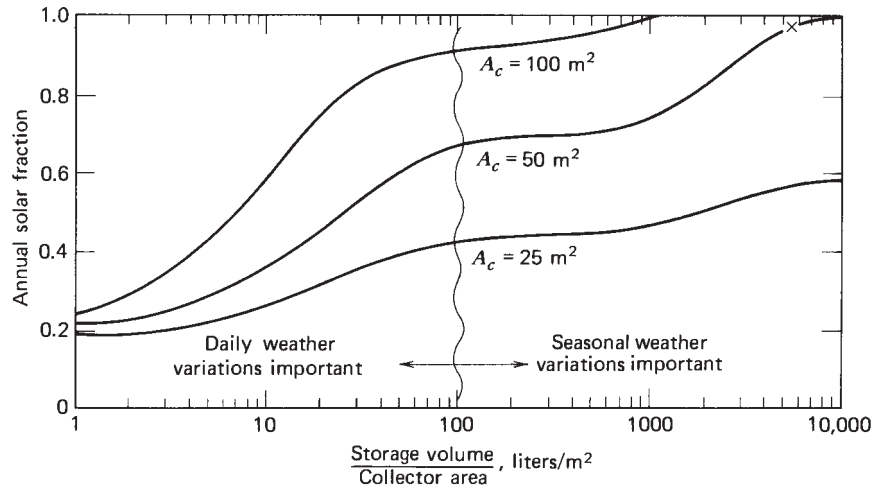 1.0
0.8
0.6
0.4
0.2
0
Annual solar fraction
A_c = 100 m²
A_c = 50 m²
A_c = 25 m²
Daily weather
variations important
Seasonal weather
variations important
1
10
100
1000
10,000
Storage volume
Collector area , liters/m²